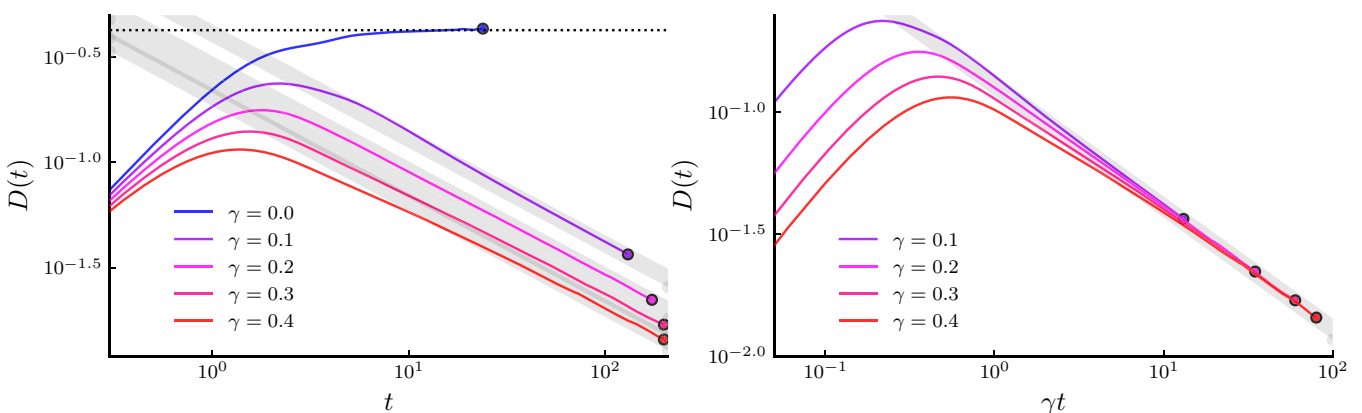 10^{-0.5}
10^{-1.0}
10^{-1.5}
D(t)
γ = 0.0
γ = 0.1
γ = 0.2
γ = 0.3
γ = 0.4
10^{0} 10^{1} 10^{2}
t
10^{-1.0}
10^{-1.5}
10^{-2.0}
D(t)
γ = 0.1
γ = 0.2
γ = 0.3
γ = 0.4
10^{-1} 10^{0} 10^{1} 10^{2}
γt